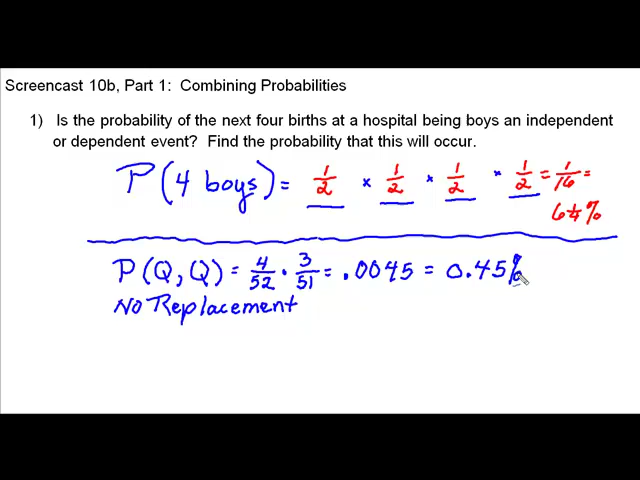 Screencast 10b, Part 1: Combining Probabilities
1) Is the probability of the next four births at a hospital being boys an independent
or dependent event? Find the probability that this will occur.
P(4 boys) = 1/2 × 1/2 × 1/2 × 1/2 = 1/16 =
6 1/4 %
P(Q, Q) = 4/52 · 3/51 = .0045 = 0.45%
No Replacement